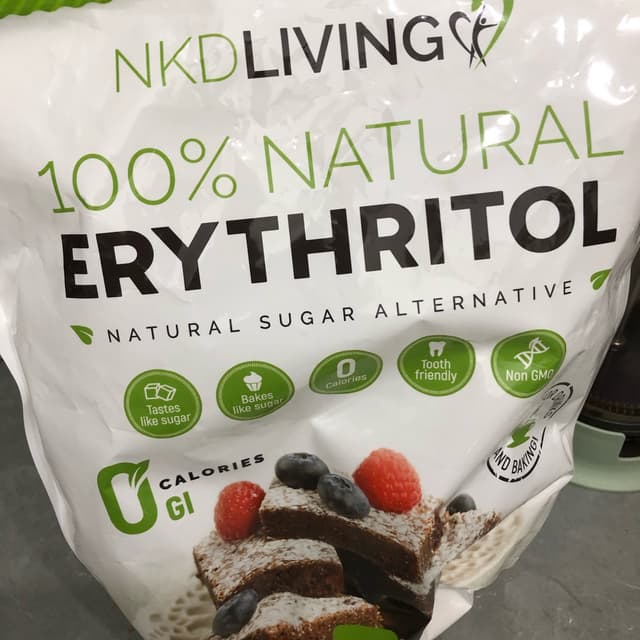 NKDLIVING
100% NATURAL
ERYTHRITOL
NATURAL SUGAR ALTERNATIVE
Tastes
like sugar
Bakes
like sugar
0
calories
Tooth
friendly
Non GMO
AND BAKING!
0 CALORIES
GI